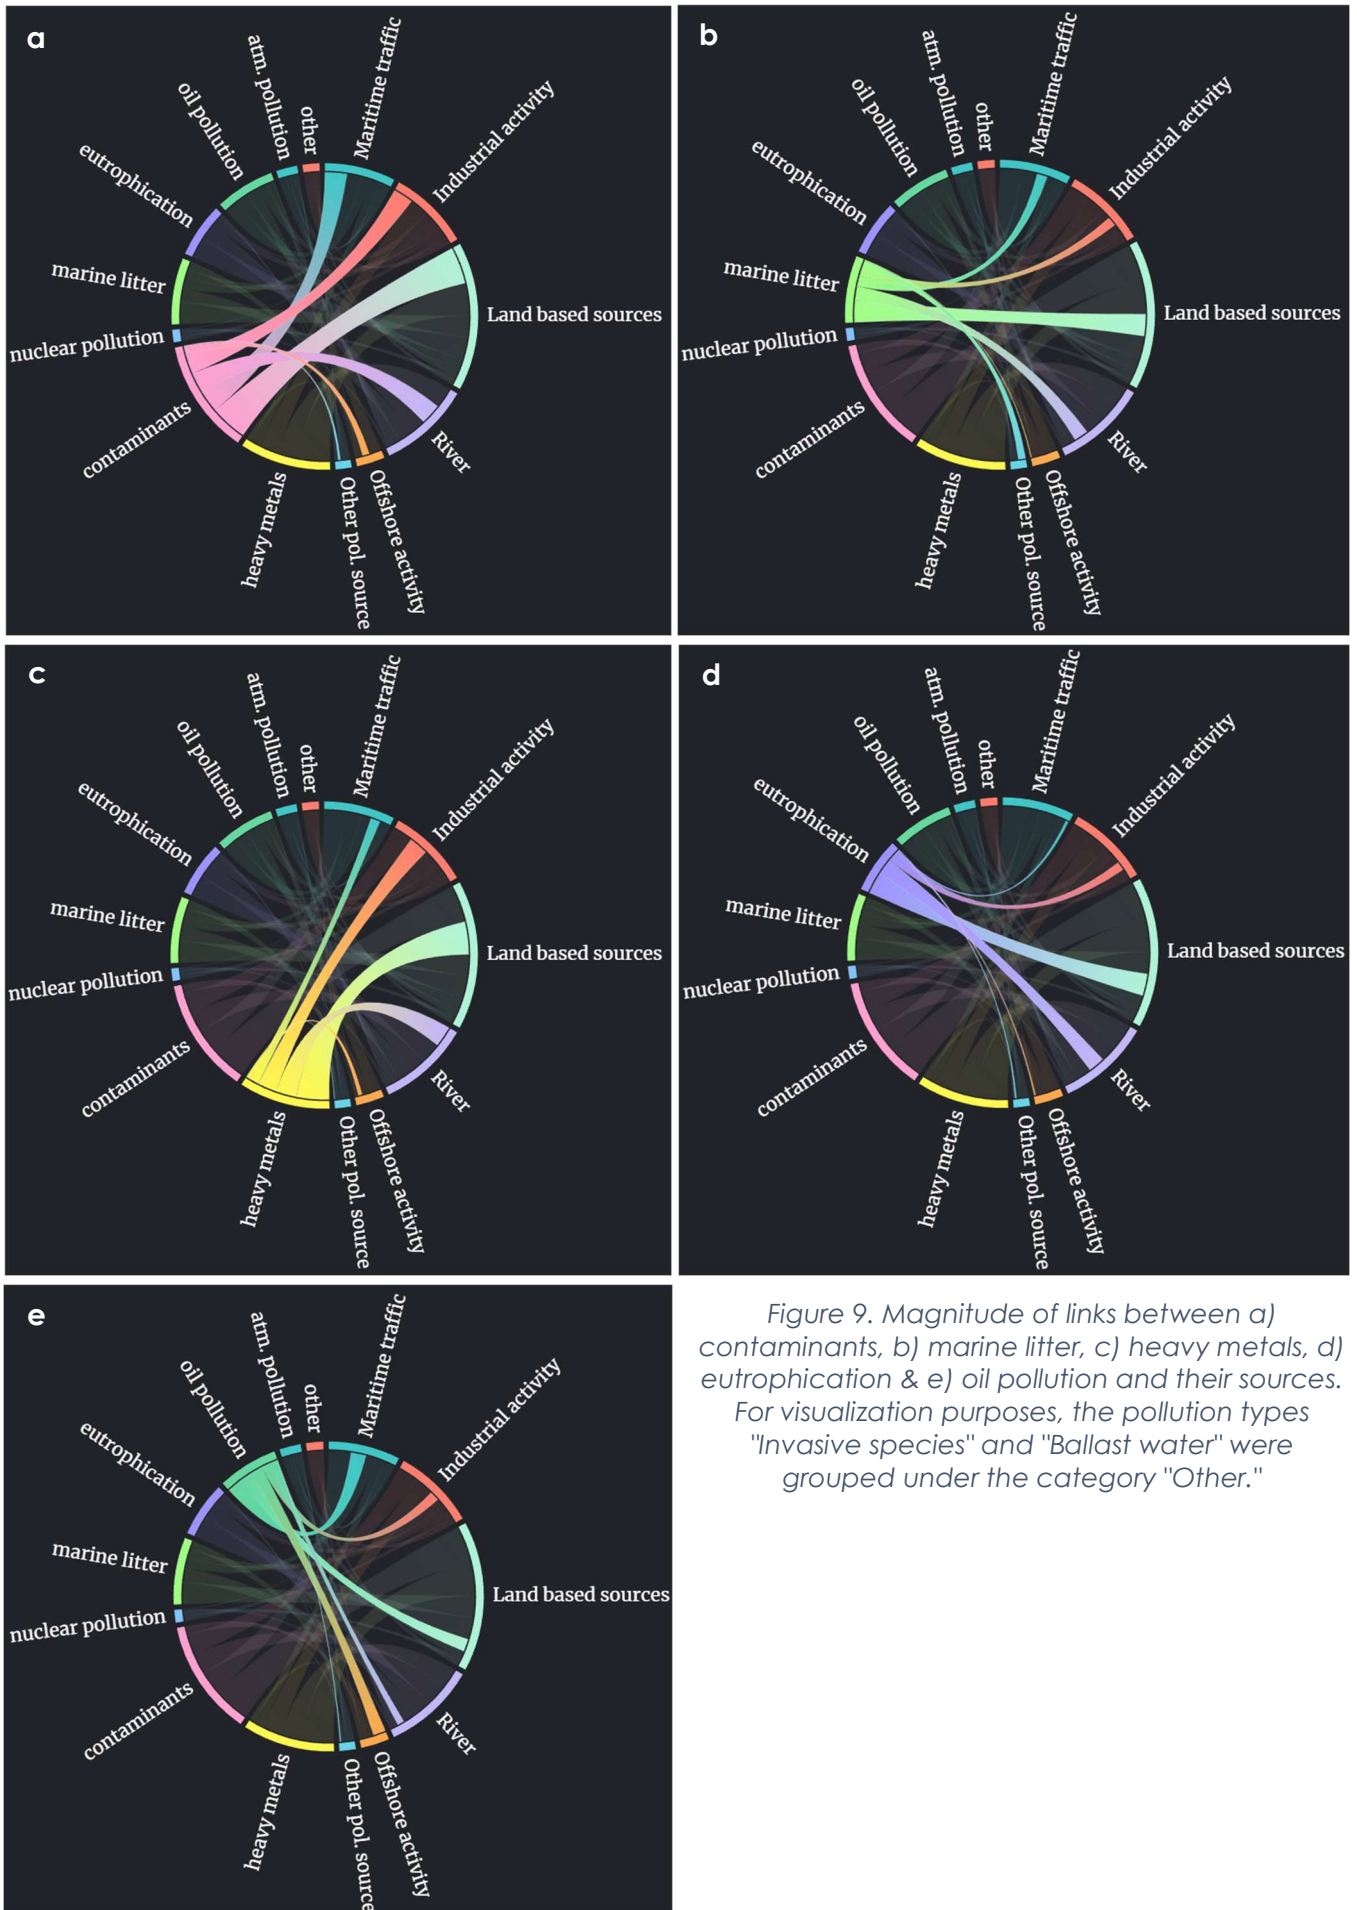 a
atm. pollution
Maritime traffic
oil pollution
other
Industrial activity
eutrophication
marine litter
Land based sources
nuclear pollution
contaminants
River
heavy metals
Other pol. source
Offshore activity
b
atm. pollution
Maritime traffic
oil pollution
other
Industrial activity
eutrophication
marine litter
Land based sources
nuclear pollution
contaminants
River
heavy metals
Other pol. source
Offshore activity
c
atm. pollution
Maritime traffic
oil pollution
other
Industrial activity
eutrophication
marine litter
Land based sources
nuclear pollution
contaminants
River
heavy metals
Other pol. source
Offshore activity
d
atm. pollution
Maritime traffic
oil pollution
other
Industrial activity
eutrophication
marine litter
Land based sources
nuclear pollution
contaminants
River
heavy metals
Other pol. source
Offshore activity
e
atm. pollution
Maritime traffic
oil pollution
other
Industrial activity
eutrophication
marine litter
Land based sources
nuclear pollution
contaminants
River
heavy metals
Other pol. source
Offshore activity
Figure 9. Magnitude of links between a)
contaminants, b) marine litter, c) heavy metals, d)
eutrophication & e) oil pollution and their sources.
For visualization purposes, the pollution types
"Invasive species" and "Ballast water" were
grouped under the category "Other."